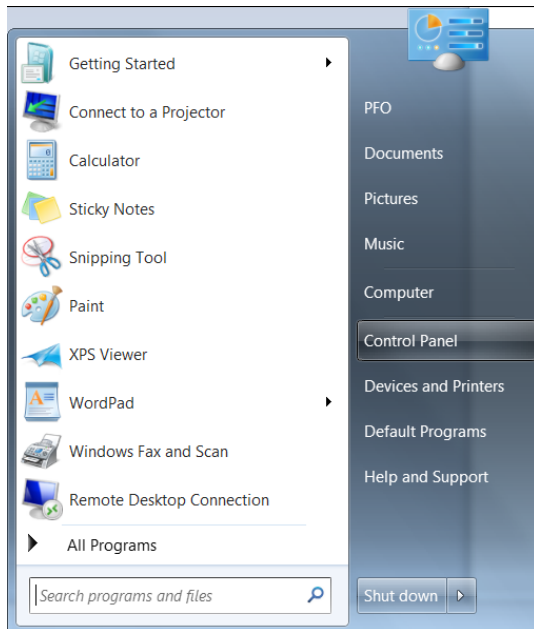 Getting Started
Connect to a Projector
Calculator
Sticky Notes
Snipping Tool
Paint
XPS Viewer
WordPad
Windows Fax and Scan
Remote Desktop Connection
All Programs
Search programs and files
PFO
Documents
Pictures
Music
Computer
Control Panel
Devices and Printers
Default Programs
Help and Support
Shut down